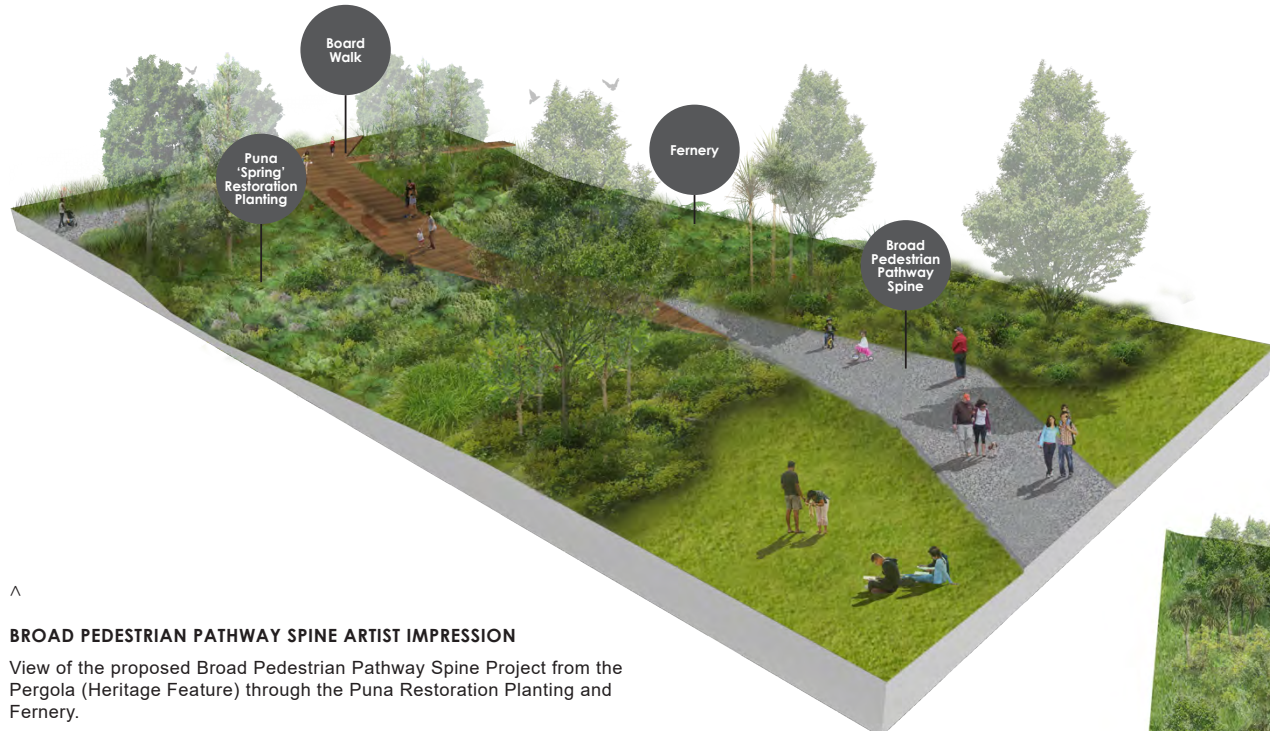 Board
Walk
Puna
‘Spring’
Restoration
Planting
Fernery
Broad
Pedestrian
Pathway
Spine
^
BROAD PEDESTRIAN PATHWAY SPINE ARTIST IMPRESSION
View of the proposed Broad Pedestrian Pathway Spine Project from the
Pergola (Heritage Feature) through the Puna Restoration Planting and
Fernery.